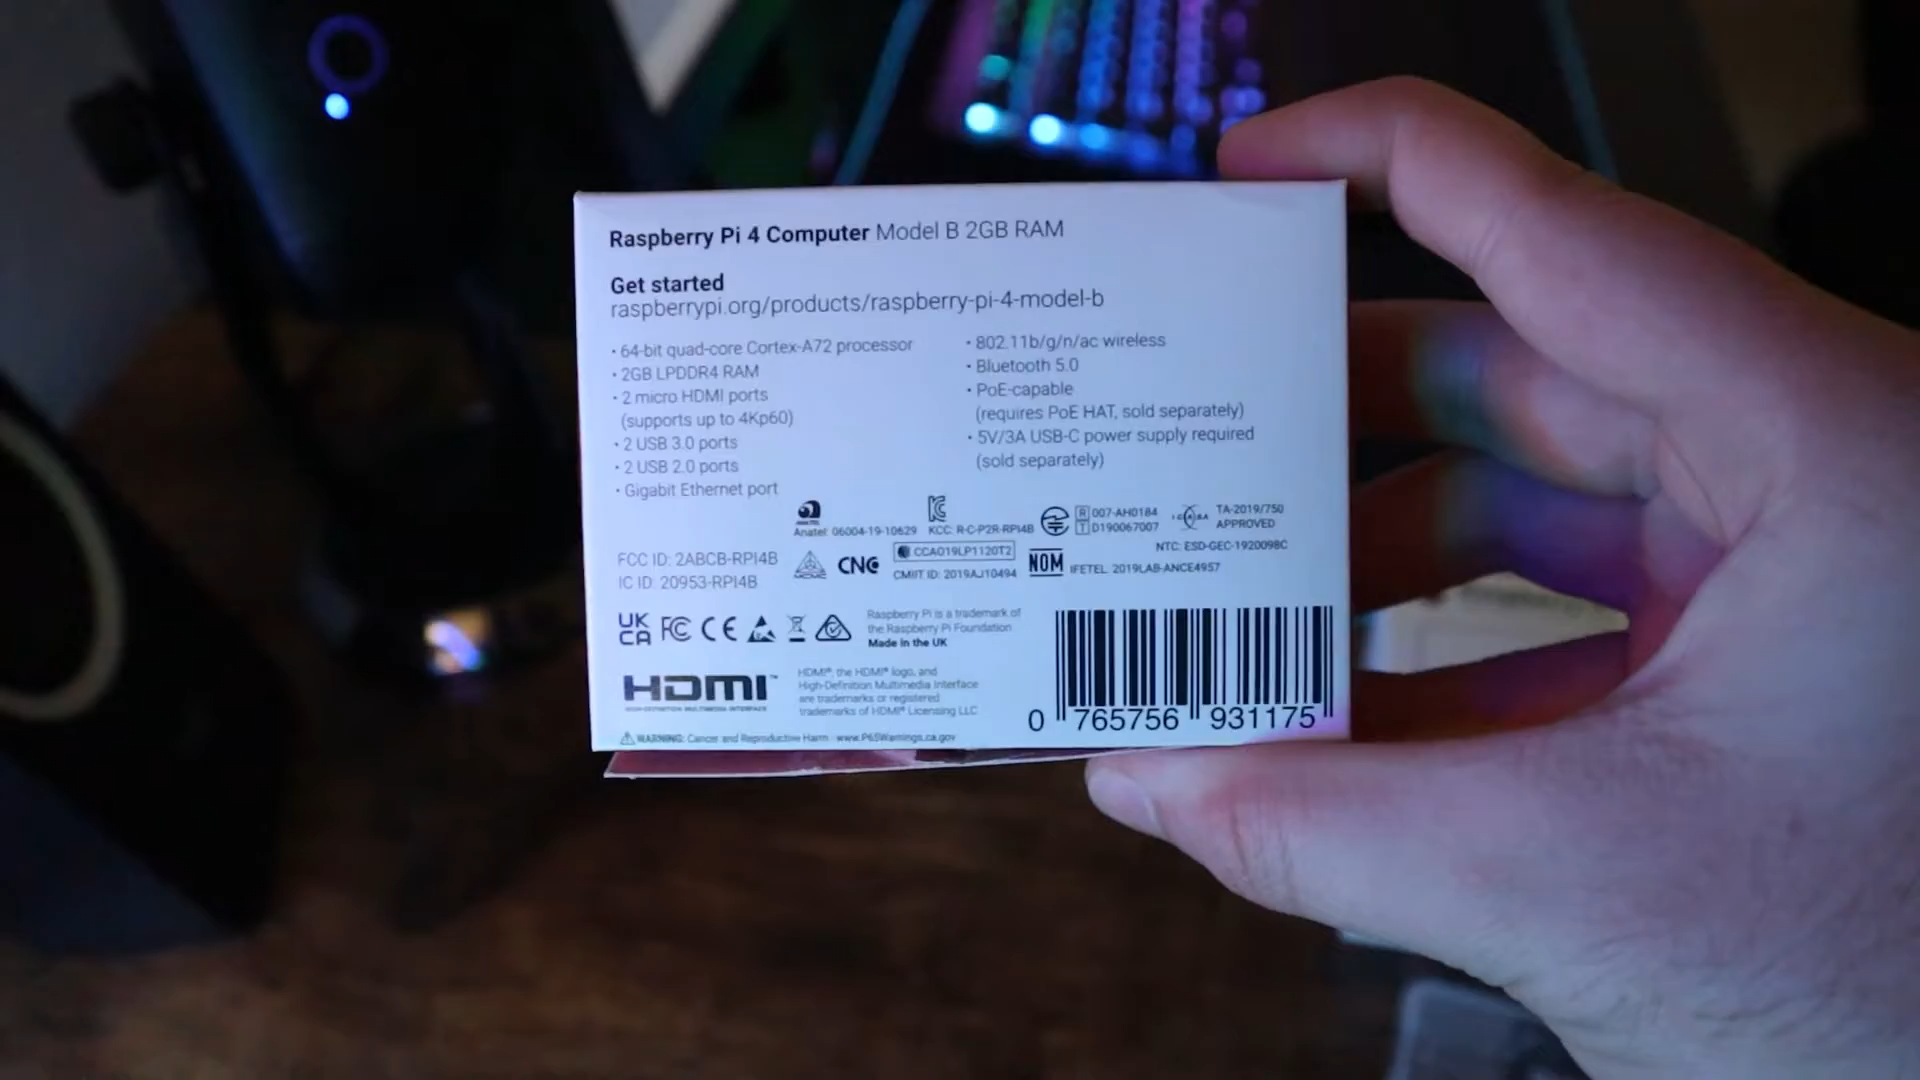 Raspberry Pi 4 Computer Model B 2GB RAM
Get started
raspberrypi.org/products/raspberry-pi-4-model-b
· 64-bit quad-core Cortex-A72 processor
· 2GB LPDDR4 RAM
· 2 micro HDMI ports
(supports up to 4Kp60)
· 2 USB 3.0 ports
· 2 USB 2.0 ports
· Gigabit Ethernet port
· 802.11b/g/n/ac wireless
· Bluetooth 5.0
· PoE-capable
(requires PoE HAT, sold separately)
· 5V/3A USB-C power supply required
(sold separately)
Anatel: 06004-19-10629
KCC: R-C-P2R-RPI4B
R 007-AH0184
T D190067007
ICASA
TA-2019/750
APPROVED
FCC ID: 2ABCB-RPI4B
IC ID: 20953-RPI4B
CNC
CCAO19LP1120T2
CMIIT ID: 2019AJ10494
NOM
NTC: ESD-GEC-1920098C
IFETEL: 2019LAB-ANCE4957
UK
CA
FC
CE
Raspberry Pi is a trademark of
the Raspberry Pi Foundation
Made in the UK
HDMI™
HIGH-DEFINITION MULTIMEDIA INTERFACE
HDMI®, the HDMI® logo, and
High-Definition Multimedia Interface
are trademarks or registered
trademarks of HDMI® Licensing LLC
0 765756 931175
WARNING: Cancer and Reproductive Harm - www.P65Warnings.ca.gov